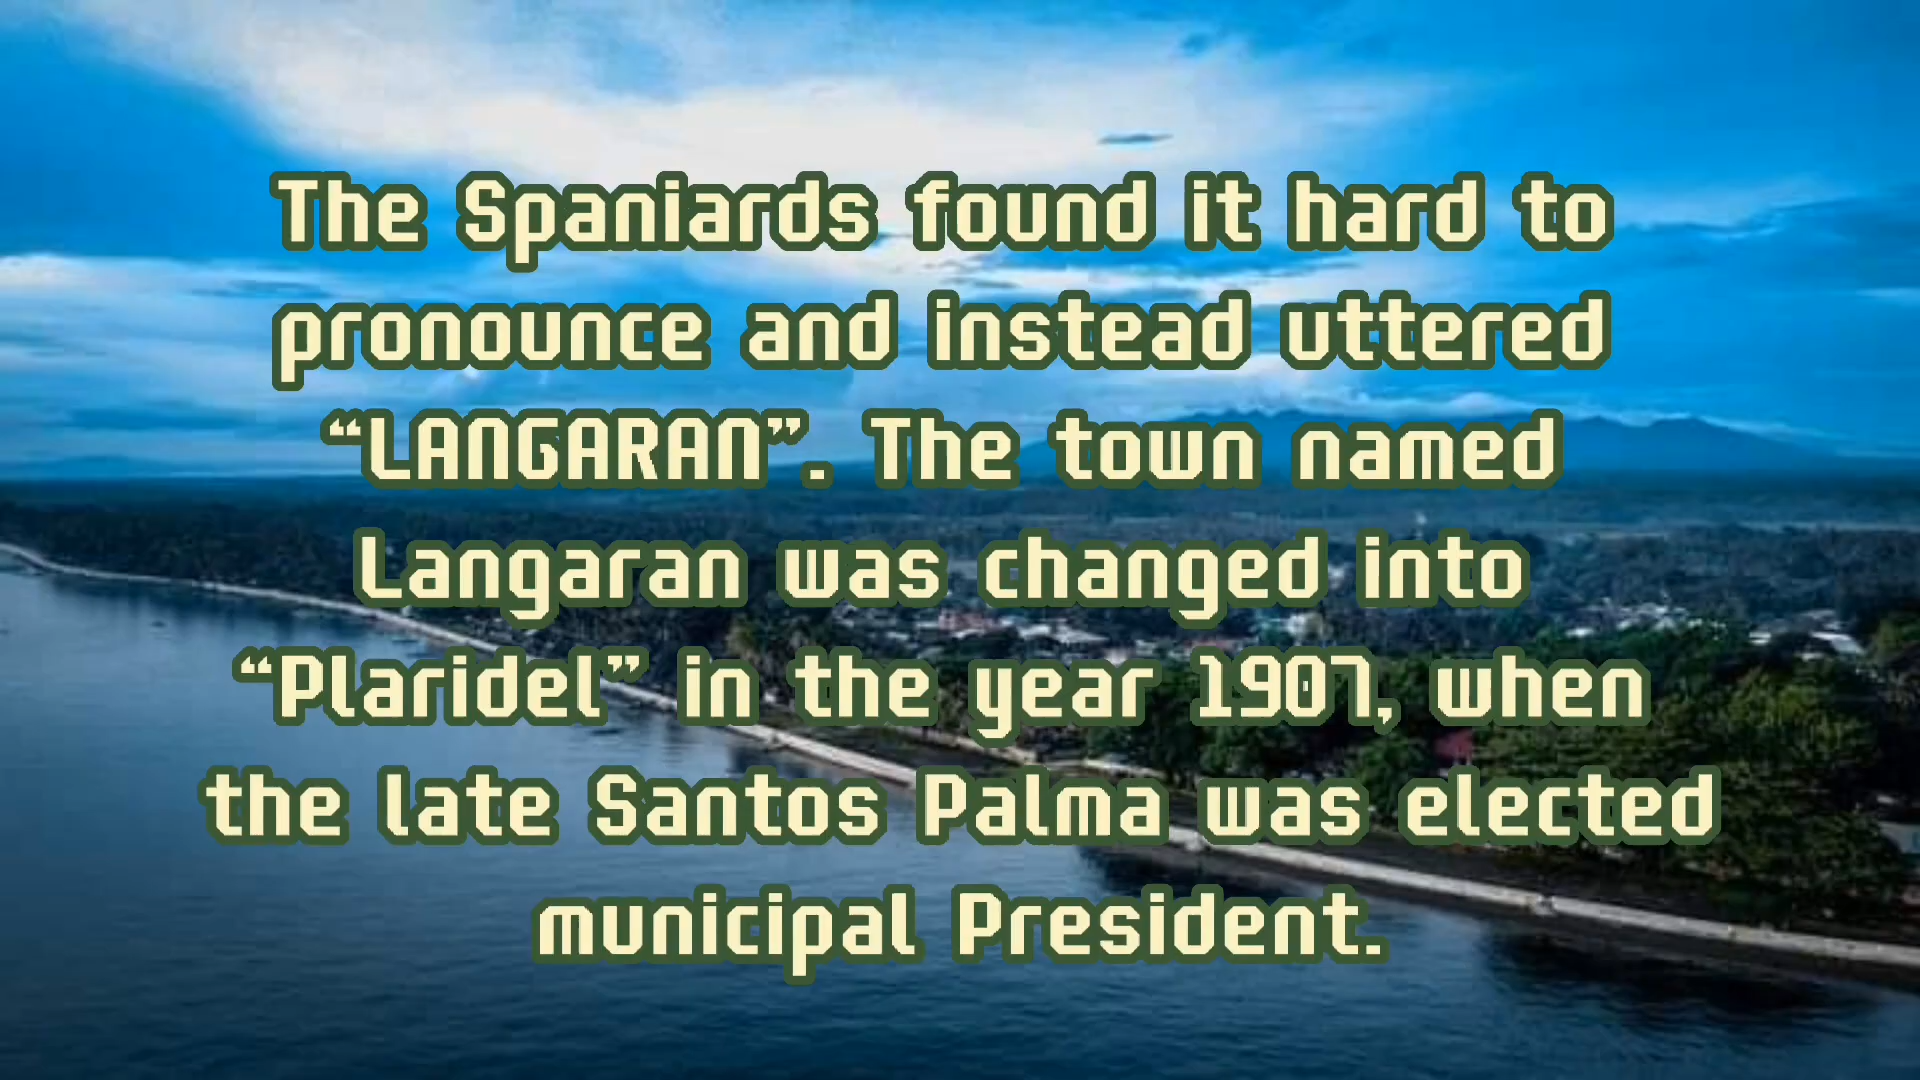 The Spaniards found it hard to
pronounce and instead uttered
“LANGARAN”. The town named
Langaran was changed into
“Plaridel” in the year 1907, when
the late Santos Palma was elected
municipal President.